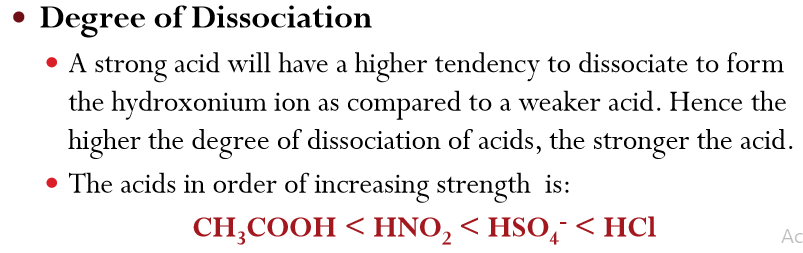 • Degree of Dissociation
• A strong acid will have a higher tendency to dissociate to form
the hydroxonium ion as compared to a weaker acid. Hence the
higher the degree of dissociation of acids, the stronger the acid.
• The acids in order of increasing strength is:
CH₃COOH < HNO₂ < HSO₄⁻ < HCl
Ac